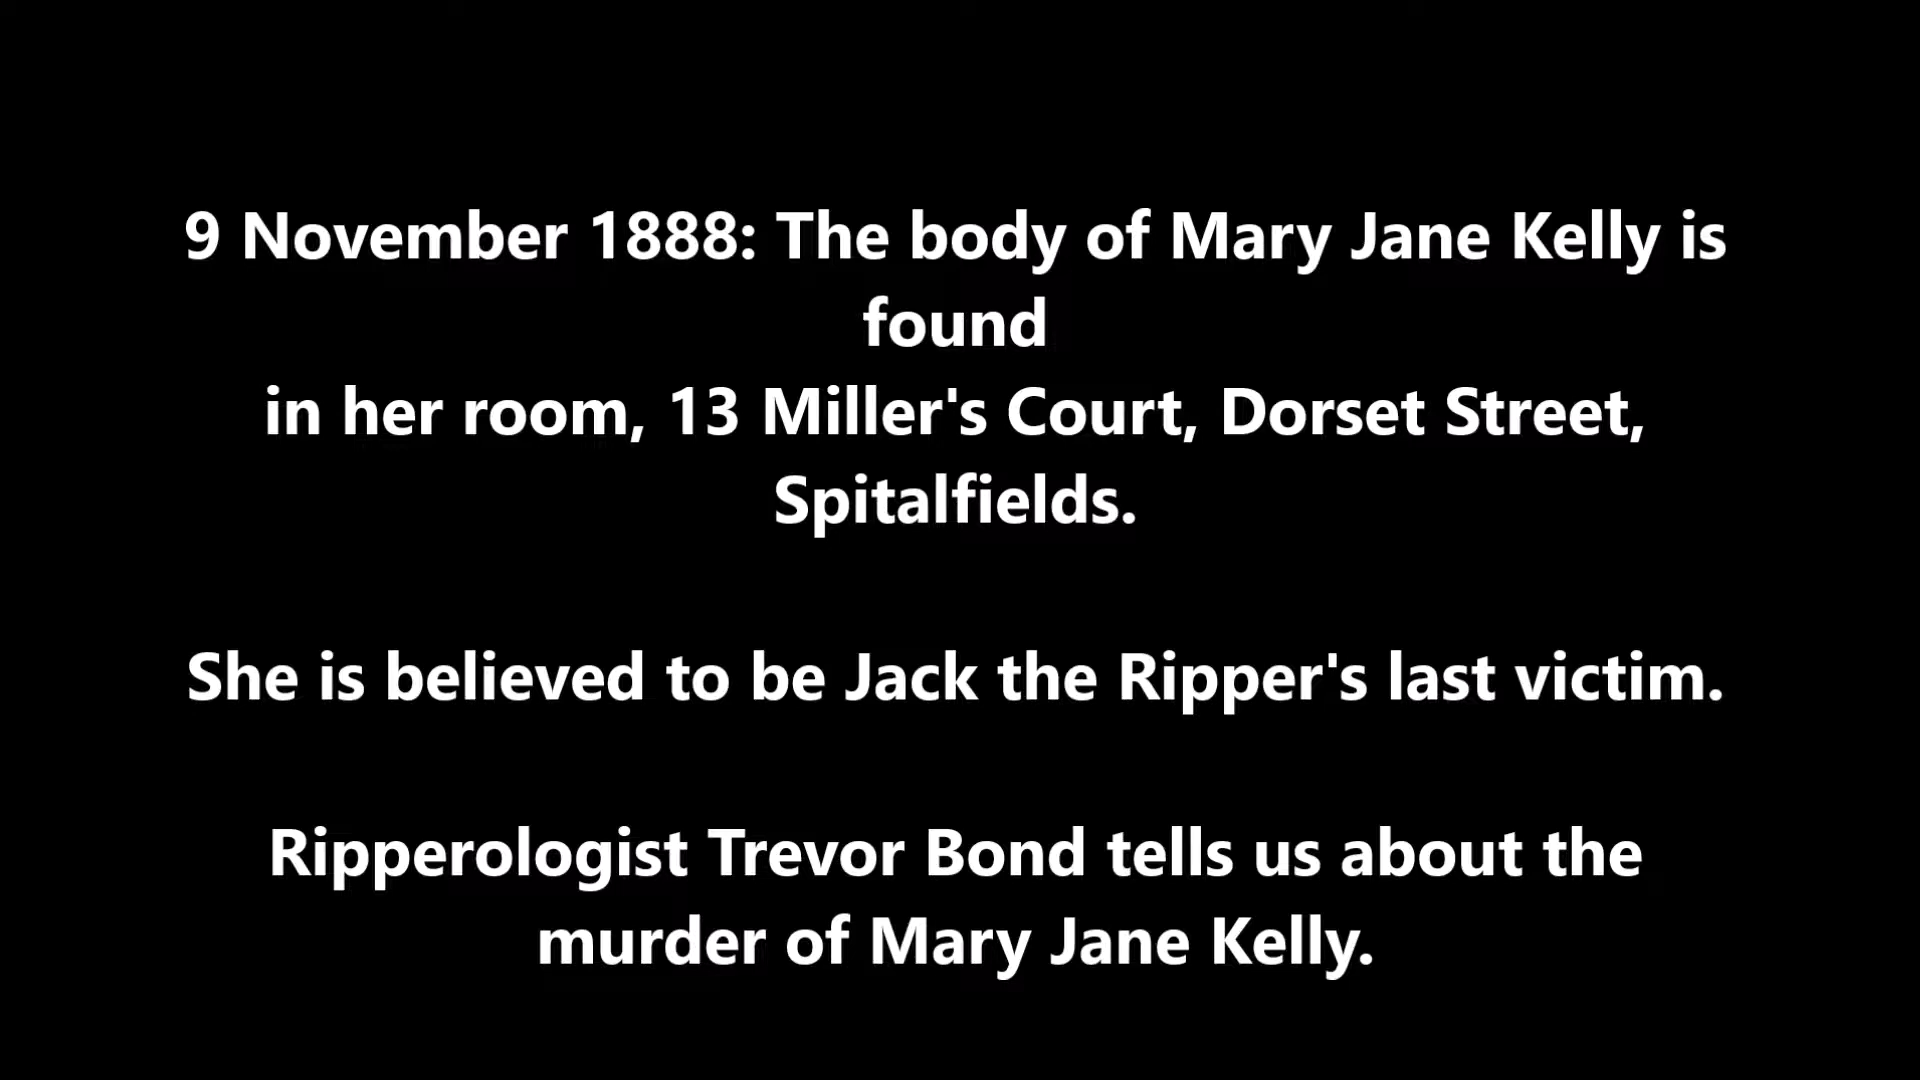 9 November 1888: The body of Mary Jane Kelly is
found
in her room, 13 Miller's Court, Dorset Street,
Spitalfields.
She is believed to be Jack the Ripper's last victim.
Ripperologist Trevor Bond tells us about the
murder of Mary Jane Kelly.